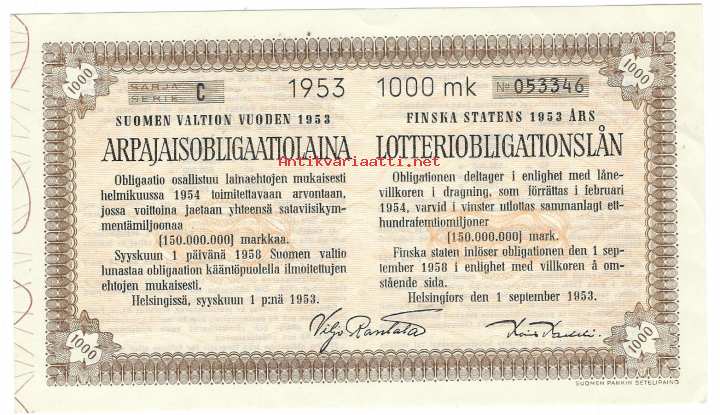 1000
1000
SARJA
SERIE C
1953
1000 mk
No 053346
SUOMEN VALTION VUODEN 1953
ARPAJAISOBLIGAATIOLAINA
Obligaatio osallistuu lainaehtojen mukaisesti
helmikuussa 1954 toimitettavaan arvontaan,
jossa voittoina jaetaan yhteensä sataviisikym-
mentämiljoonaa
[150.000.000] markkaa.
Syyskuun 1 päivänä 1958 Suomen valtio
lunastaa obligaation kääntöpuolella ilmoitettujen
ehtojen mukaisesti.
Helsingissä, syyskuun 1 p:nä 1953.
FINSKA STATENS 1953 ÅRS
LOTTERIOBLIGATIONSLÅN
Obligationen deltager i enlighet med låne-
villkoren i dragning, som förrättas i februari
1954, varvid i vinster utlottas sammanlagt ett-
hundrafemtiomiljoner
[150.000.000] mark.
Finska staten inlöser obligationen den 1 sep-
tember 1958 i enlighet med villkoren å om-
stående sida.
Helsingfors den 1 september 1953.
Antikvariaatti.net
Viljo Rantala
1000
1000
SUOMEN PANKIN SETELIPAINO